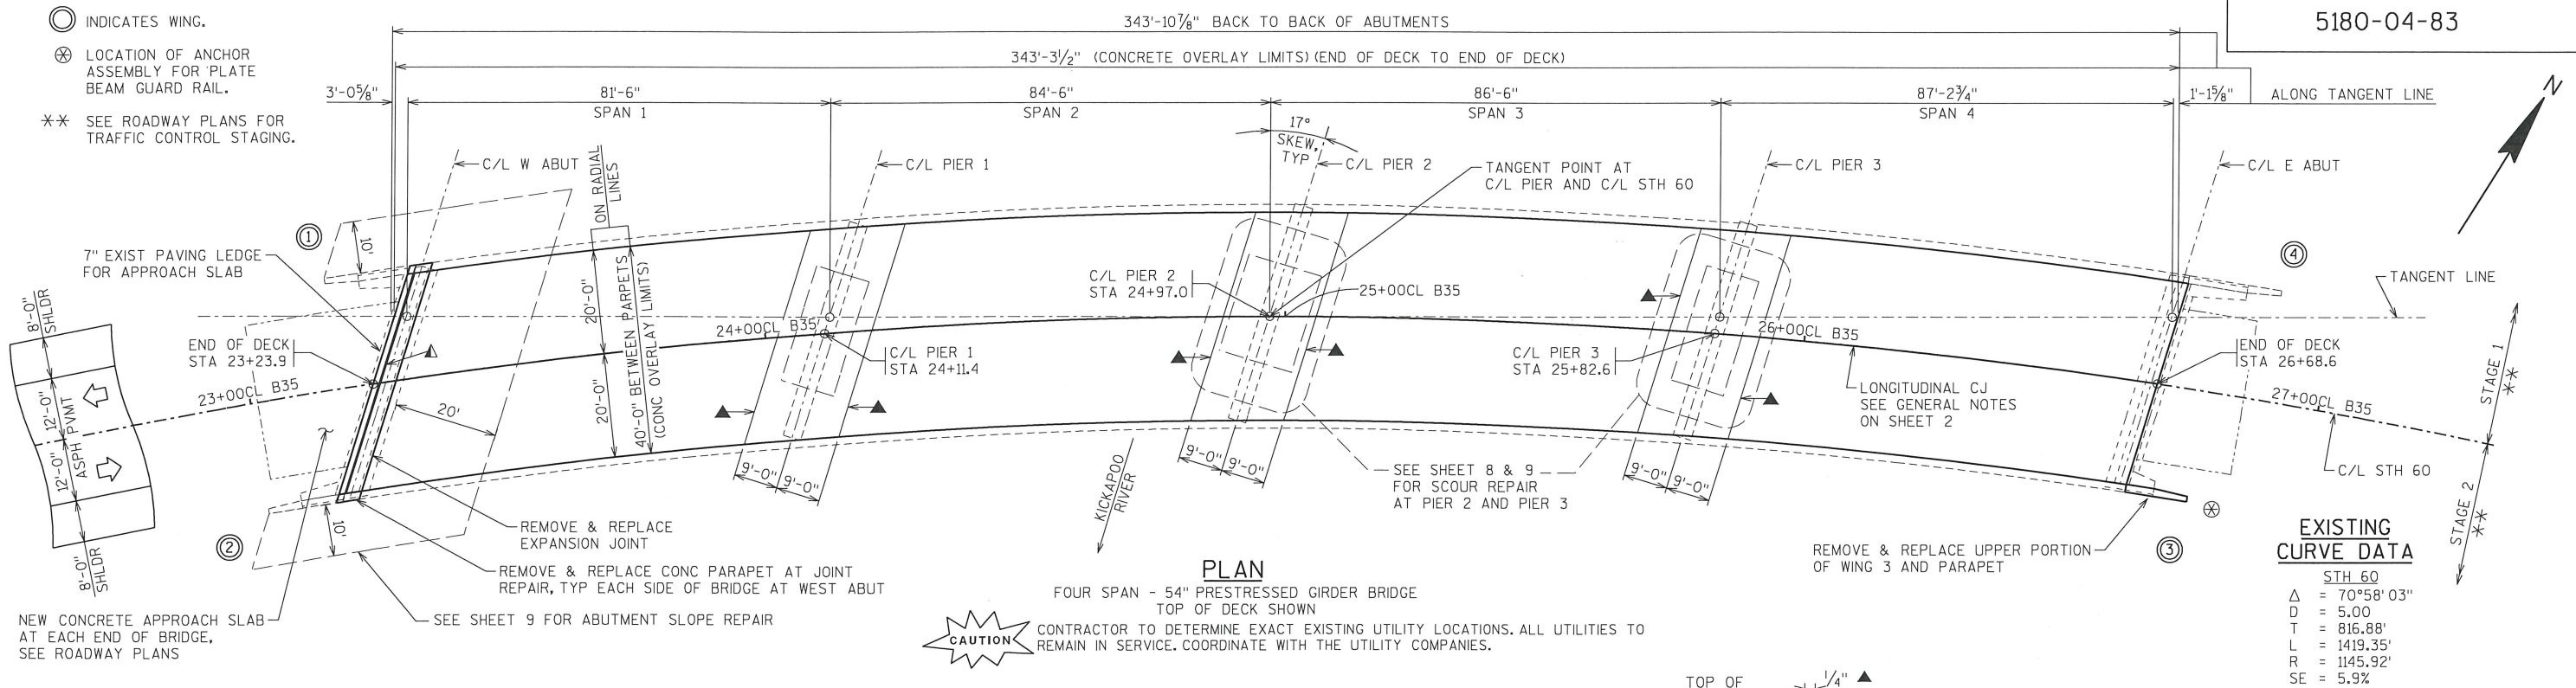 INDICATES WING.
LOCATION OF ANCHOR
ASSEMBLY FOR PLATE
BEAM GUARD RAIL.
** SEE ROADWAY PLANS FOR
TRAFFIC CONTROL STAGING.
5180-04-83
343'-10⅞" BACK TO BACK OF ABUTMENTS
343'-3½" (CONCRETE OVERLAY LIMITS) (END OF DECK TO END OF DECK)
3'-0⅝"
81'-6"
84'-6"
86'-6"
87'-2¾"
1'-1⅝"
ALONG TANGENT LINE
SPAN 1
SPAN 2
SPAN 3
SPAN 4
N
17°
SKEW,
TYP
C/L W ABUT
C/L PIER 1
C/L PIER 2
C/L PIER 3
C/L E ABUT
ON RADIAL
LINES
TANGENT POINT AT
C/L PIER AND C/L STH 60
1
10'
7" EXIST PAVING LEDGE
FOR APPROACH SLAB
4
TANGENT LINE
C/L PIER 2
STA 24+97.0
25+00CL B35
24+00CL B35
26+00CL B35
END OF DECK
STA 23+23.9
C/L PIER 1
STA 24+11.4
C/L PIER 3
STA 25+82.6
END OF DECK
STA 26+68.6
20'-0"
20'-0"
40'-0" BETWEEN PARPETS
(CONC OVERLAY LIMITS)
8'-0"
SHLDR
12'-0"
12'-0"
ASPH PVMT
8'-0"
SHLDR
23+00CL B35
20'
LONGITUDINAL CJ
SEE GENERAL NOTES
ON SHEET 2
27+00CL B35
C/L STH 60
STAGE 1
**
STAGE 2
**
9'-0"
9'-0"
9'-0"
9'-0"
9'-0"
9'-0"
KICKAPOO
RIVER
SEE SHEET 8 & 9
FOR SCOUR REPAIR
AT PIER 2 AND PIER 3
2
10'
REMOVE & REPLACE
EXPANSION JOINT
REMOVE & REPLACE CONC PARAPET AT JOINT
REPAIR, TYP EACH SIDE OF BRIDGE AT WEST ABUT
SEE SHEET 9 FOR ABUTMENT SLOPE REPAIR
NEW CONCRETE APPROACH SLAB
AT EACH END OF BRIDGE,
SEE ROADWAY PLANS
REMOVE & REPLACE UPPER PORTION
OF WING 3 AND PARAPET
3
PLAN
FOUR SPAN - 54" PRESTRESSED GIRDER BRIDGE
TOP OF DECK SHOWN
CAUTION
CONTRACTOR TO DETERMINE EXACT EXISTING UTILITY LOCATIONS. ALL UTILITIES TO
REMAIN IN SERVICE. COORDINATE WITH THE UTILITY COMPANIES.
EXISTING
CURVE DATA
STH 60
Δ = 70°58'03"
D = 5.00
T = 816.88'
L = 1419.35'
R = 1145.92'
SE = 5.9%
TOP OF
1/4"